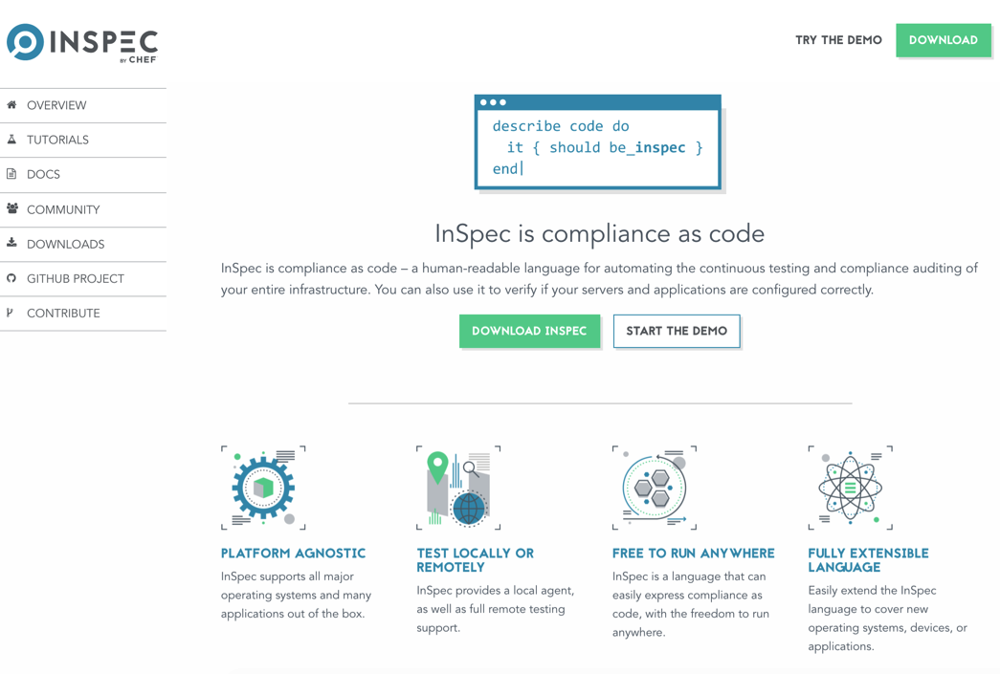 INSPEC
BY CHEF
TRY THE DEMO
DOWNLOAD
OVERVIEW
TUTORIALS
DOCS
COMMUNITY
DOWNLOADS
GITHUB PROJECT
CONTRIBUTE
describe code do
it { should be_inspec }
end|
InSpec is compliance as code
InSpec is compliance as code – a human-readable language for automating the continuous testing and compliance auditing of
your entire infrastructure. You can also use it to verify if your servers and applications are configured correctly.
DOWNLOAD INSPEC
START THE DEMO
PLATFORM AGNOSTIC
InSpec supports all major
operating systems and many
applications out of the box.
TEST LOCALLY OR
REMOTELY
InSpec provides a local agent,
as well as full remote testing
support.
FREE TO RUN ANYWHERE
InSpec is a language that can
easily express compliance as
code, with the freedom to run
anywhere.
FULLY EXTENSIBLE
LANGUAGE
Easily extend the InSpec
language to cover new
operating systems, devices, or
applications.